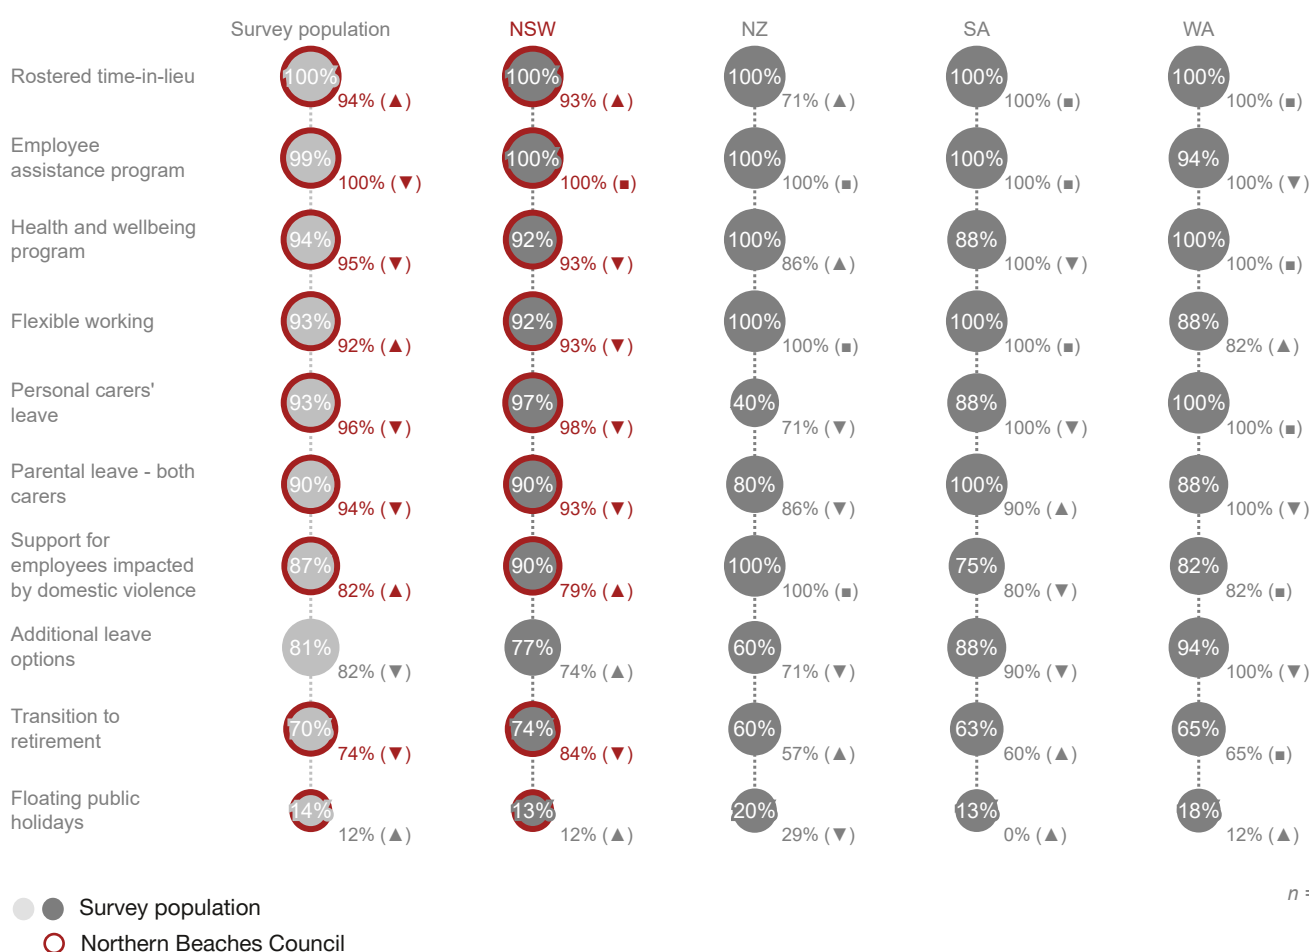 Survey population NSW NZ SA WA
Rostered time-in-lieu 100% 100% 100% 100% 100%
94% (▲) 93% (▲) 71% (▲) 100% (■) 100% (■)
Employee
assistance program 99% 100% 100% 100% 94%
100% (▼) 100% (■) 100% (■) 100% (■) 100% (▼)
Health and wellbeing
program 94% 92% 100% 88% 100%
95% (▼) 93% (▼) 86% (▲) 100% (▼) 100% (■)
Flexible working 93% 92% 100% 100% 88%
92% (▲) 93% (▼) 100% (■) 100% (■) 82% (▲)
Personal carers'
leave 93% 97% 40% 88% 100%
96% (▼) 98% (▼) 71% (▼) 100% (▼) 100% (■)
Parental leave - both
carers 90% 90% 80% 100% 88%
94% (▼) 93% (▼) 86% (▼) 90% (▲) 100% (▼)
Support for
employees impacted 87% 90% 100% 75% 82%
by domestic violence 82% (▲) 79% (▲) 100% (■) 80% (▼) 82% (■)
Additional leave
options 81% 77% 60% 88% 94%
82% (▼) 74% (▲) 71% (▼) 90% (▼) 100% (▼)
Transition to
retirement 70% 74% 60% 63% 65%
74% (▼) 84% (▼) 57% (▲) 60% (▲) 65% (■)
Floating public
holidays 14% 13% 20% 13% 18%
12% (▲) 12% (▲) 29% (▼) 0% (▲) 12% (▲)
n =
Survey population
Northern Beaches Council